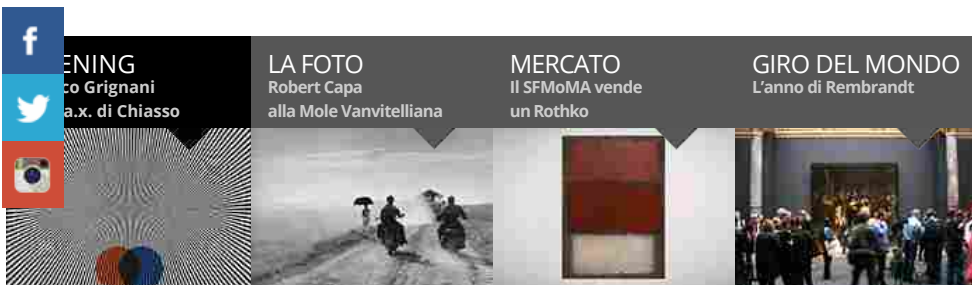 ENING
co Grignani
a.x. di Chiasso
LA FOTO
Robert Capa
alla Mole Vanvitelliana
MERCATO
Il SFMoMA vende
un Rothko
GIRO DEL MONDO
L'anno di Rembrandt